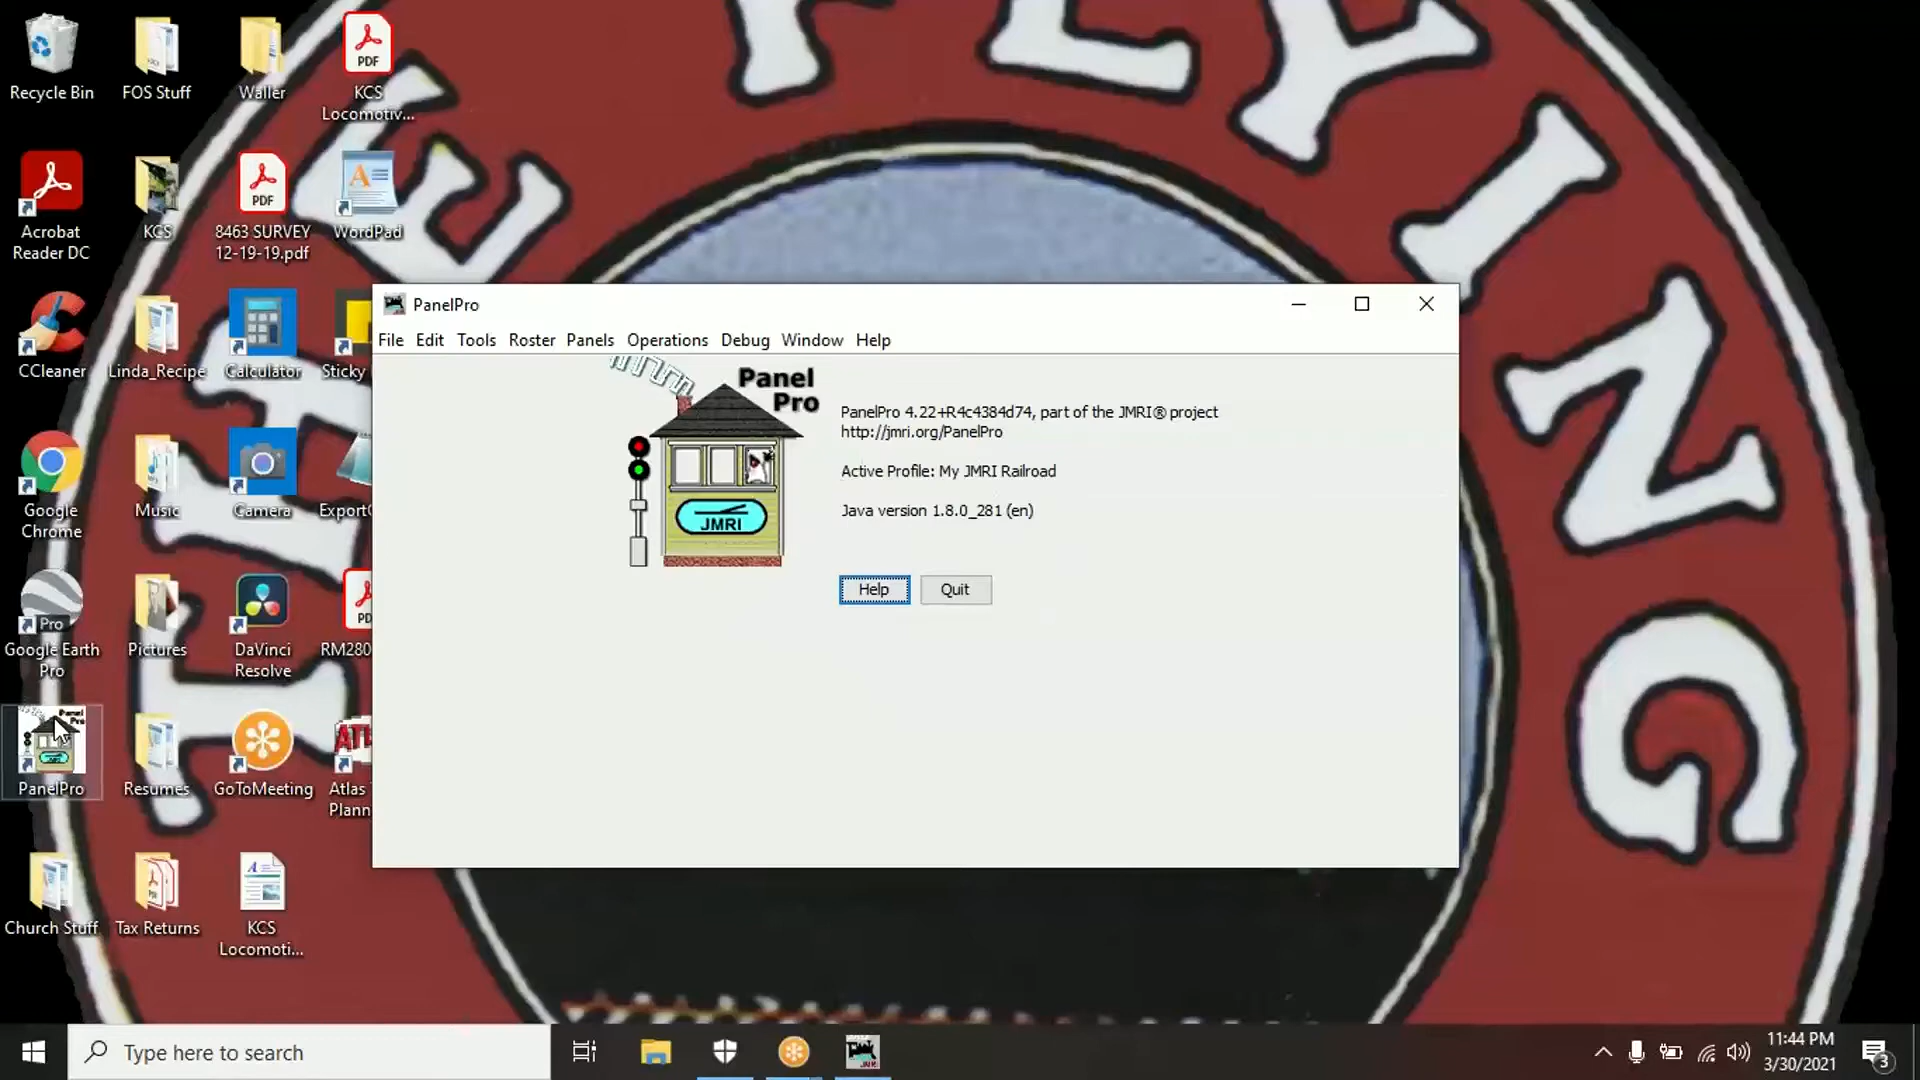 THE FLYING
Recycle Bin
FOS Stuff
Waller
PDF
KCS
Locomotiv...
Acrobat
Reader DC
KCS
PDF
8463 SURVEY
12-19-19.pdf
WordPad
CCleaner
Linda_Recipe
Calculator
Sticky
Google
Chrome
Music
Camera
Pro
Google Earth
Pro
Pictures
DaVinci
Resolve
RM280
PanelPro
Resumes
GoToMeeting
Atlas
Plann
Church Stuff
Tax Returns
KCS
Locomoti...
PanelPro
File Edit Tools Roster Panels Operations Debug Window Help
Panel
Pro
JMRI
PanelPro 4.22+R4c4384d74, part of the JMRI® project
http://jmri.org/PanelPro
Active Profile: My JMRI Railroad
Java version 1.8.0_281 (en)
Help Quit
Type here to search
11:44 PM
3/30/2021
3